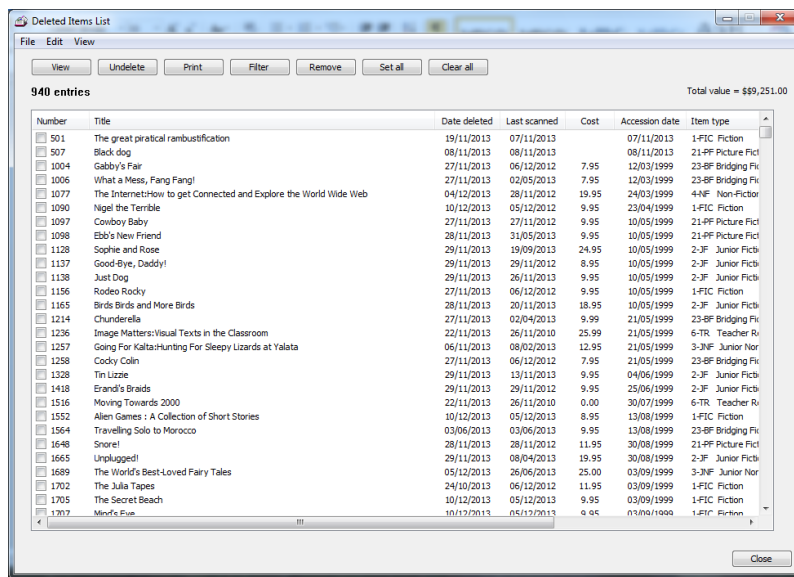 Deleted Items List
File Edit View
View Undelete Print Filter Remove Set all Clear all
940 entries Total value = $$9,251.00
Number Title Date deleted Last scanned Cost Accession date Item type
501 The great piratical rambustification 19/11/2013 07/11/2013 07/11/2013 1-FIC Fiction
507 Black dog 08/11/2013 08/11/2013 08/11/2013 21-PF Picture Fict
1004 Gabby's Fair 27/11/2013 06/12/2012 7.95 12/03/1999 23-BF Bridging Fic
1006 What a Mess, Fang Fang! 27/11/2013 02/05/2013 7.95 12/03/1999 23-BF Bridging Fic
1077 The Internet:How to get Connected and Explore the World Wide Web 04/12/2013 28/11/2012 19.95 24/03/1999 4-NF Non-Fiction
1090 Nigel the Terrible 10/12/2013 05/12/2012 9.95 23/04/1999 1-FIC Fiction
1097 Cowboy Baby 27/11/2013 27/11/2012 9.95 10/05/1999 21-PF Picture Fict
1098 Ebb's New Friend 28/11/2013 31/05/2013 9.95 10/05/1999 21-PF Picture Fict
1128 Sophie and Rose 29/11/2013 19/09/2013 24.95 10/05/1999 2-JF Junior Ficti
1137 Good-Bye, Daddy! 29/11/2013 29/11/2012 8.95 10/05/1999 2-JF Junior Ficti
1138 Just Dog 29/11/2013 26/11/2013 9.95 10/05/1999 2-JF Junior Ficti
1156 Rodeo Rocky 27/11/2013 06/12/2012 9.95 10/05/1999 1-FIC Fiction
1165 Birds Birds and More Birds 28/11/2013 20/11/2013 18.95 10/05/1999 2-JF Junior Ficti
1214 Chunderella 27/11/2013 02/04/2013 9.99 21/05/1999 23-BF Bridging Fic
1236 Image Matters:Visual Texts in the Classroom 22/11/2013 26/11/2010 25.99 21/05/1999 6-TR Teacher Re
1257 Going For Kalta:Hunting For Sleepy Lizards at Yalata 06/11/2013 08/02/2013 12.95 21/05/1999 3-JNF Junior Nor
1258 Cocky Colin 27/11/2013 06/12/2012 7.95 21/05/1999 23-BF Bridging Fic
1328 Tin Lizzie 29/11/2013 13/11/2013 9.95 04/06/1999 2-JF Junior Ficti
1418 Erandi's Braids 29/11/2013 29/11/2012 9.95 25/06/1999 2-JF Junior Ficti
1516 Moving Towards 2000 22/11/2013 26/11/2010 0.00 30/07/1999 6-TR Teacher Re
1552 Alien Games : A Collection of Short Stories 10/12/2013 05/12/2013 8.95 13/08/1999 1-FIC Fiction
1564 Travelling Solo to Morocco 03/06/2013 03/06/2013 9.95 13/08/1999 23-BF Bridging Fic
1648 Snore! 28/11/2013 28/11/2012 11.95 30/08/1999 21-PF Picture Fict
1665 Unplugged! 29/11/2013 08/04/2013 19.95 30/08/1999 2-JF Junior Ficti
1689 The World's Best-Loved Fairy Tales 05/12/2013 26/06/2013 25.00 03/09/1999 3-JNF Junior Nor
1702 The Julia Tapes 24/10/2013 06/12/2012 11.95 03/09/1999 1-FIC Fiction
1705 The Secret Beach 10/12/2013 05/12/2013 9.95 03/09/1999 1-FIC Fiction
1707 Mind's Eye 10/12/2013 05/12/2013 9.95 03/09/1999 1-FIC Fiction
Close